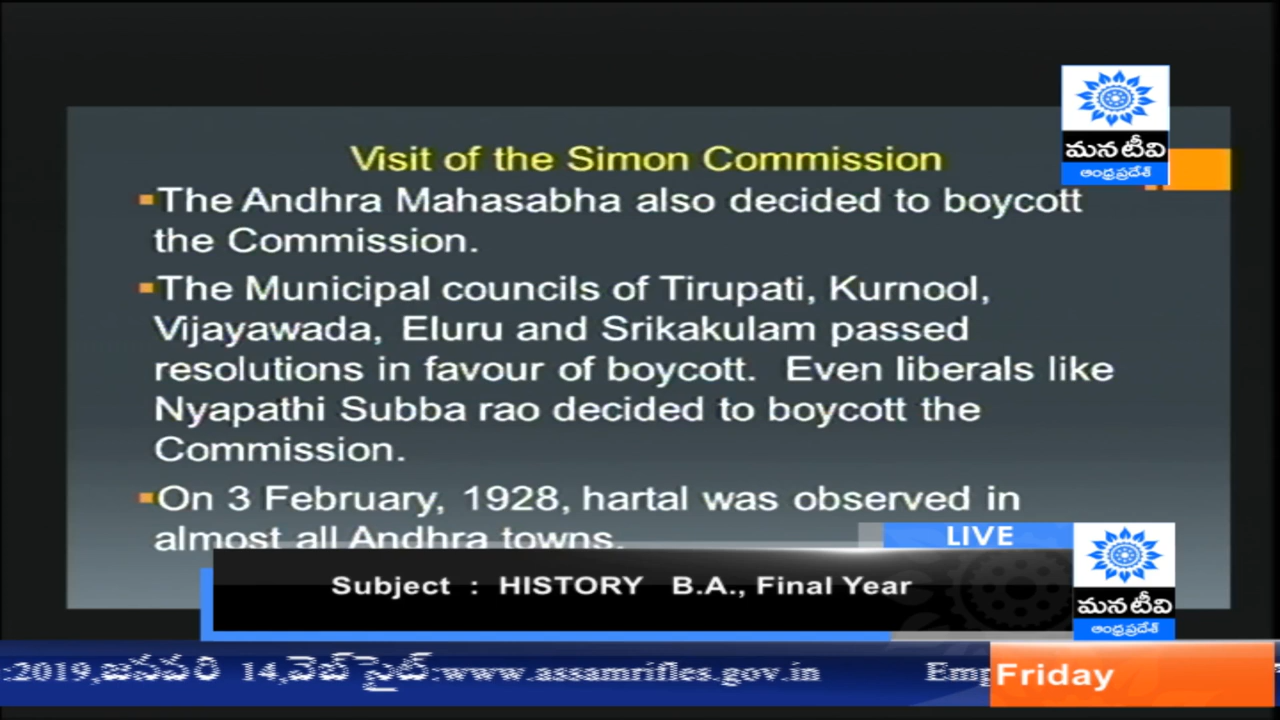 Visit of the Simon Commission
మన టీవి
ఆంధ్రప్రదేశ్
▪The Andhra Mahasabha also decided to boycott
the Commission.
▪The Municipal councils of Tirupati, Kurnool,
Vijayawada, Eluru and Srikakulam passed
resolutions in favour of boycott. Even liberals like
Nyapathi Subba rao decided to boycott the
Commission.
▪On 3 February, 1928, hartal was observed in
almost all Andhra towns.
LIVE
Subject : HISTORY B.A., Final Year
మన టీవి
ఆంధ్రప్రదేశ్
:2019,జనవరి 14,వెబ్ సైట్:www.assamrifles.gov.in
Friday